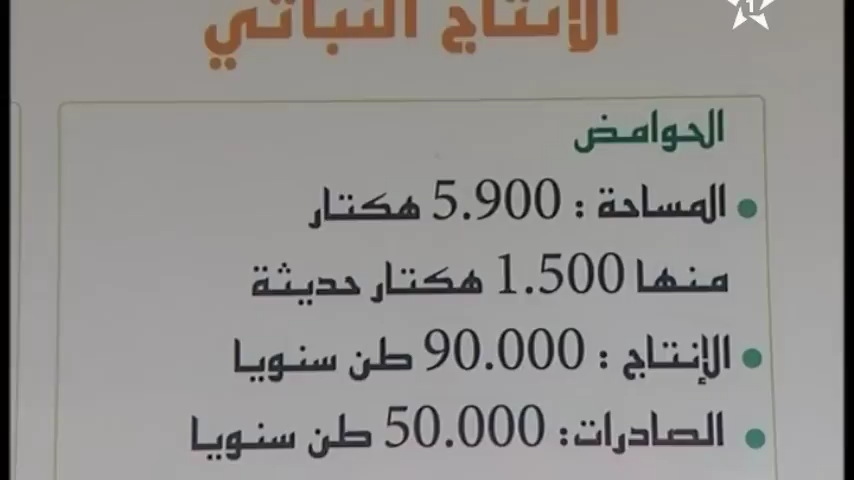 الإنتاج النباتي
الحوامض
المساحة : 5.900 هكتار
منها 1.500 هكتار حديثة
الإنتاج : 90.000 طن سنويا
الصادرات: 50.000 طن سنويا
1